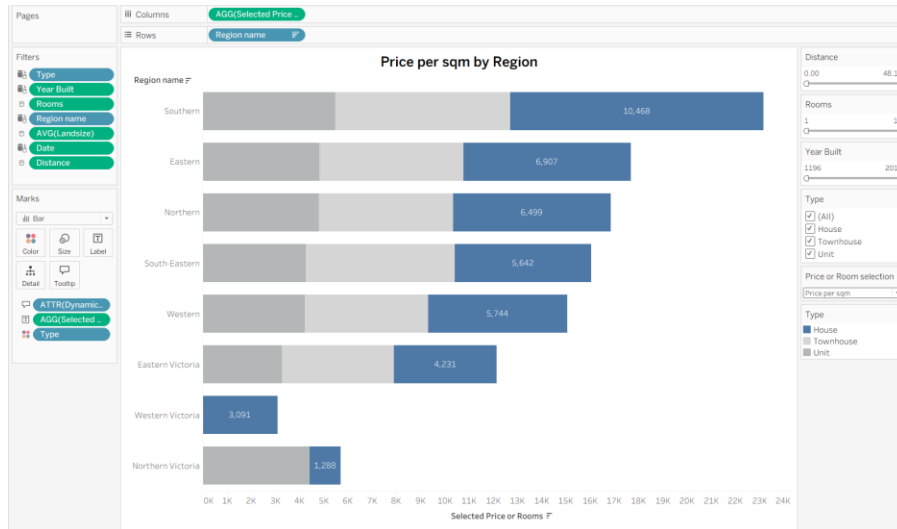 Pages
Columns
AGG(Selected Price ..
Rows
Region name
Filters
Type
Year Built
Rooms
Region name
AVG(Landsize)
Date
Distance
Marks
Bar
Color
Size
Label
Detail
Tooltip
ATTR(Dynamic..
AGG(Selected ..
Type
Price per sqm by Region
Region name
Southern
10,468
Eastern
6,907
Northern
6,499
South-Eastern
5,642
Western
5,744
Eastern Victoria
4,231
Western Victoria
3,091
Northern Victoria
1,288
0K 1K 2K 3K 4K 5K 6K 7K 8K 9K 10K 11K 12K 13K 14K 15K 16K 17K 18K 19K 20K 21K 22K 23K 24K
Selected Price or Rooms
Distance
0.00 48.1
Rooms
1 1
Year Built
1196 201
Type
(All)
House
Townhouse
Unit
Price or Room selection
Price per sqm
Type
House
Townhouse
Unit